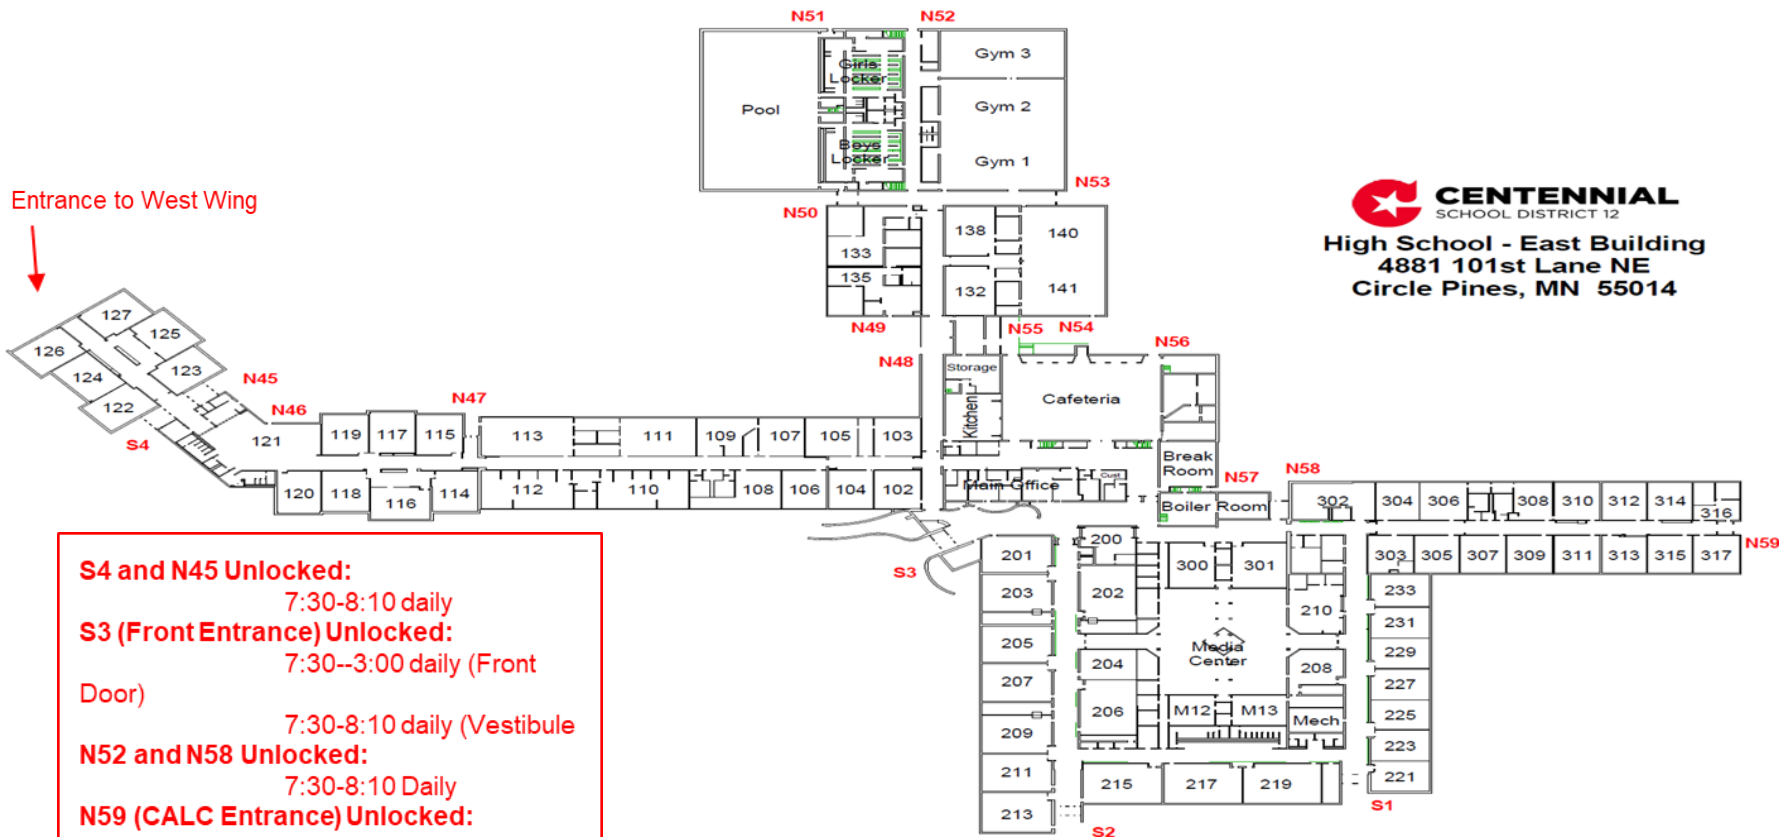 N51
N52
Girls
Locker
Gym 3
Pool
Gym 2
Boys
Locker
Gym 1
N53
Entrance to West Wing
CENTENNIAL
SCHOOL DISTRICT 12
High School - East Building
4881 101st Lane NE
Circle Pines, MN  55014
N50
138
140
133
135
132
141
N49
N55
N54
N48
N56
127
125
126
124
123
122
N45
N46
N47
S4
121
119
117
115
113
111
109
107
105
103
Storage
Kitchen
Cafeteria
Break
Room
120
118
116
114
112
110
108
106
104
102
Main Office
Cust
N57
N58
Boiler Room
302
304
306
308
310
312
314
316
N59
303
305
307
309
311
313
315
317
S3
201
200
300
301
203
202
210
233
231
205
204
Media
Center
208
229
207
206
M12
M13
Mech
227
225
209
223
211
215
217
219
221
213
S2
S1
S4 and N45 Unlocked:
7:30-8:10 daily
S3 (Front Entrance) Unlocked:
7:30--3:00 daily (Front
Door)
7:30-8:10 daily (Vestibule
N52 and N58 Unlocked:
7:30-8:10 Daily
N59 (CALC Entrance) Unlocked: